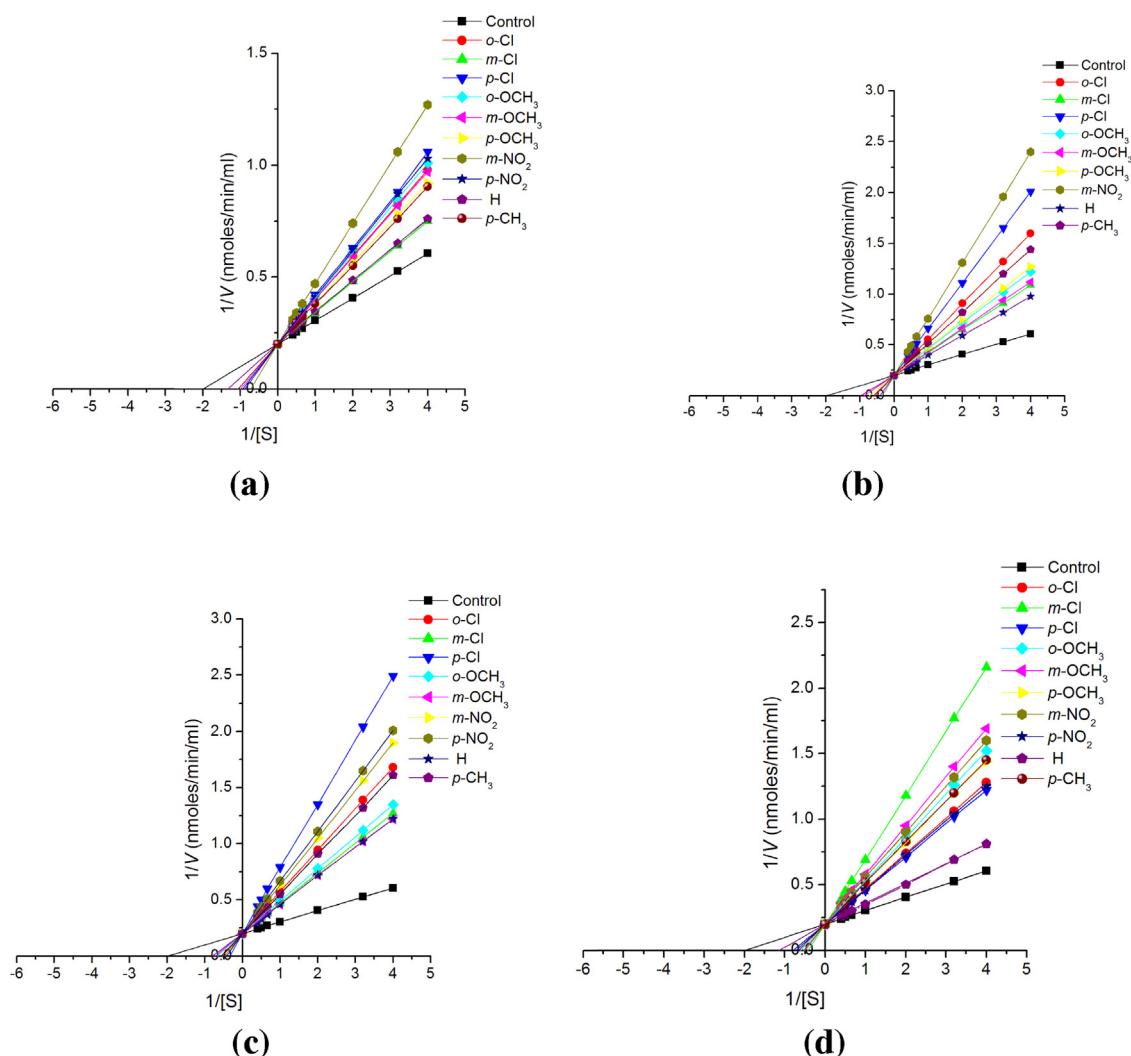 Control
o-Cl
m-Cl
p-Cl
o-OCH3
m-OCH3
p-OCH3
m-NO2
p-NO2
H
p-CH3
1.5
1.0
0.5
0.0
1/V (nmoles/min/ml)
-6 -5 -4 -3 -2 -1 0 1 2 3 4 5
1/[S]
(a)
Control
o-Cl
m-Cl
p-Cl
o-OCH3
m-OCH3
p-OCH3
m-NO2
H
p-CH3
3.0
2.5
2.0
1.5
1.0
0.5
0.0
1/V (nmoles/min/ml)
-6 -5 -4 -3 -2 -1 0 1 2 3 4 5
1/[S]
(b)
Control
o-Cl
m-Cl
p-Cl
o-OCH3
m-OCH3
m-NO2
p-NO2
H
p-CH3
3.0
2.5
2.0
1.5
1.0
0.5
0.0
1/V (nmoles/min/ml)
-6 -5 -4 -3 -2 -1 0 1 2 3 4 5
1/[S]
(c)
Control
o-Cl
m-Cl
p-Cl
o-OCH3
m-OCH3
p-OCH3
m-NO2
p-NO2
H
p-CH3
2.5
2.0
1.5
1.0
0.5
0.0
1/V (nmoles/min/ml)
-6 -5 -4 -3 -2 -1 0 1 2 3 4 5
1/[S]
(d)